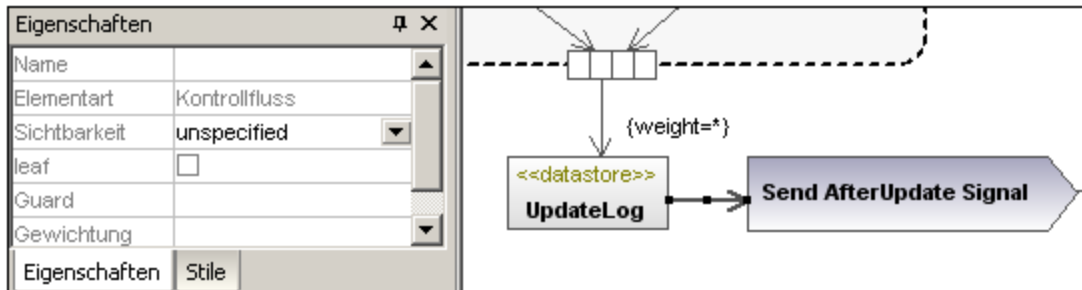 Eigenschaften
Name
Elementart Kontrollfluss
Sichtbarkeit unspecified
leaf
Guard
Gewichtung
Eigenschaften Stile
{weight=*}
<<datastore>>
UpdateLog
Send AfterUpdate Signal